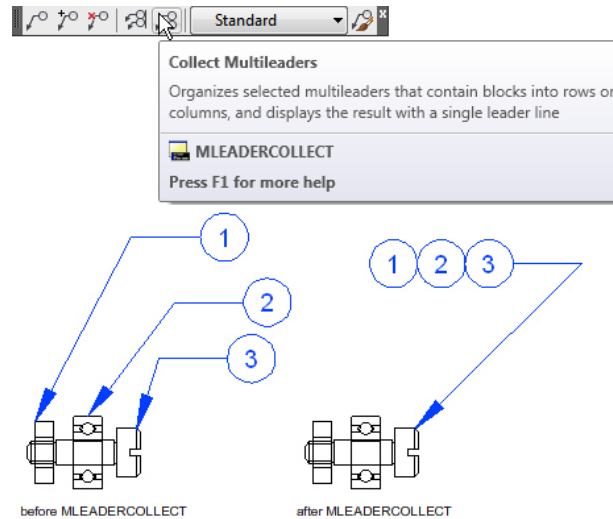 Standard
Collect Multileaders
Organizes selected multileaders that contain blocks into rows or
columns, and displays the result with a single leader line
MLEADERCOLLECT
Press F1 for more help
1
2
3
1 2 3
before MLEADERCOLLECT
after MLEADERCOLLECT